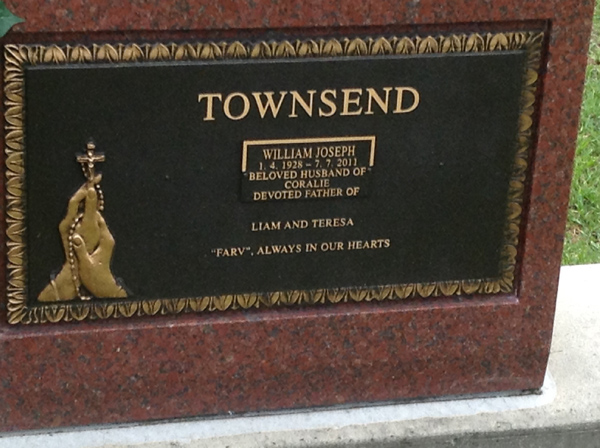 TOWNSEND
WILLIAM JOSEPH
1. 4. 1928 – 7. 7. 2011
BELOVED HUSBAND OF
CORALIE
DEVOTED FATHER OF
LIAM AND TERESA
"FARV", ALWAYS IN OUR HEARTS